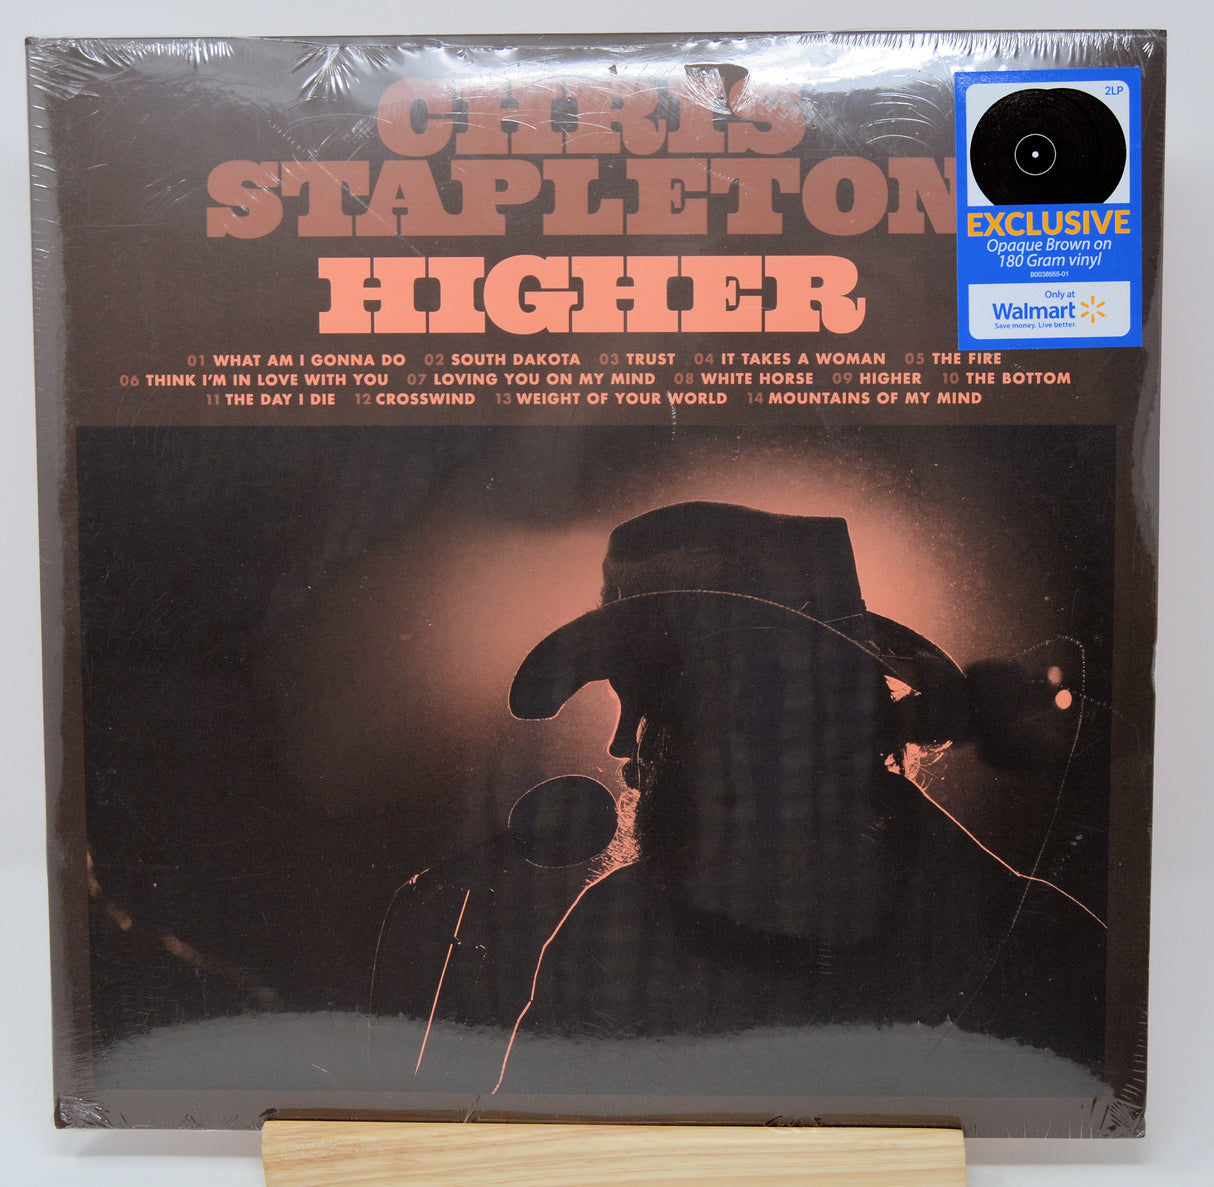 CHRIS
STAPLETON
HIGHER
01 WHAT AM I GONNA DO 02 SOUTH DAKOTA 03 TRUST 04 IT TAKES A WOMAN 05 THE FIRE
06 THINK I'M IN LOVE WITH YOU 07 LOVING YOU ON MY MIND 08 WHITE HORSE 09 HIGHER 10 THE BOTTOM
11 THE DAY I DIE 12 CROSSWIND 13 WEIGHT OF YOUR WORLD 14 MOUNTAINS OF MY MIND
2LP
EXCLUSIVE
Opaque Brown on
180 Gram vinyl
B0038655-01
Only at
Walmart
Save money. Live better.